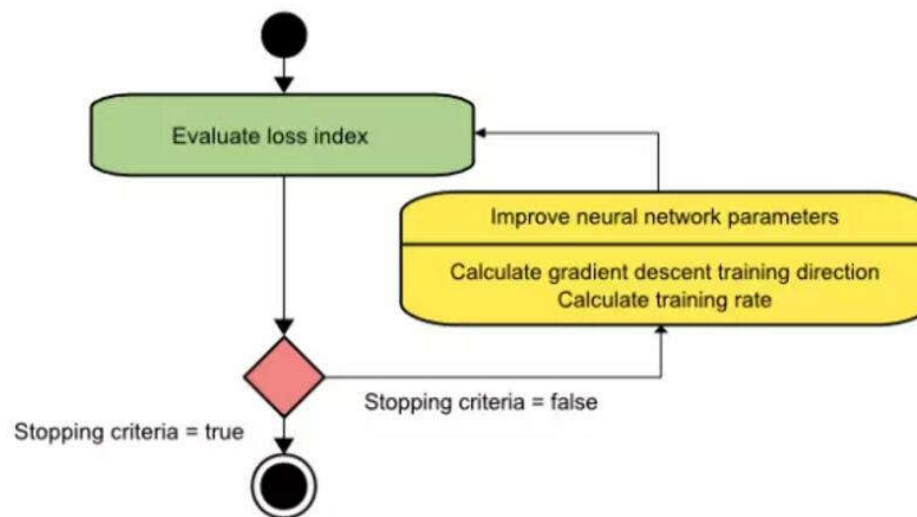 Evaluate loss index
Improve neural network parameters
Calculate gradient descent training direction
Calculate training rate
Stopping criteria = false
Stopping criteria = true